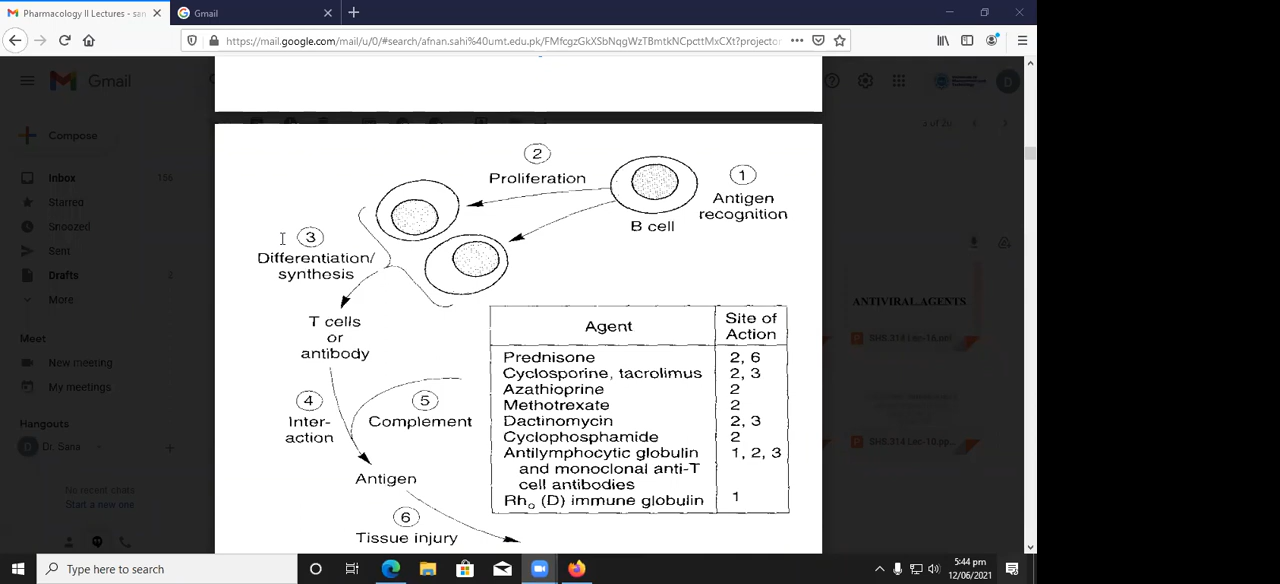 Pharmacology II Lectures - san
Gmail
https://mail.google.com/mail/u/0/#search/afnan.sahi%40umt.edu.pk/FMfcgzGkXSbNqgWzTBmtkNCpcttMxCXt?projector
Gmail
D
Compose
Inbox 166
Starred
Snoozed
Sent
Drafts 2
More
Meet
New meeting
My meetings
Hangouts
D Dr. Sana
No recent chats
Start a new one
2
Proliferation
1
Antigen
recognition
B cell
3
Differentiation/
synthesis
T cells
or
antibody
4
Inter-
action
5
Complement
Antigen
6
Tissue injury
Agent Site of Action
Prednisone 2, 6
Cyclosporine, tacrolimus 2, 3
Azathioprine 2
Methotrexate 2
Dactinomycin 2, 3
Cyclophosphamide 2
Antilymphocytic globulin 1, 2, 3
and monoclonal anti-T
cell antibodies
Rho (D) immune globulin 1
ANTIVIRAL AGENTS
Type here to search
5:44 pm
12/06/2021